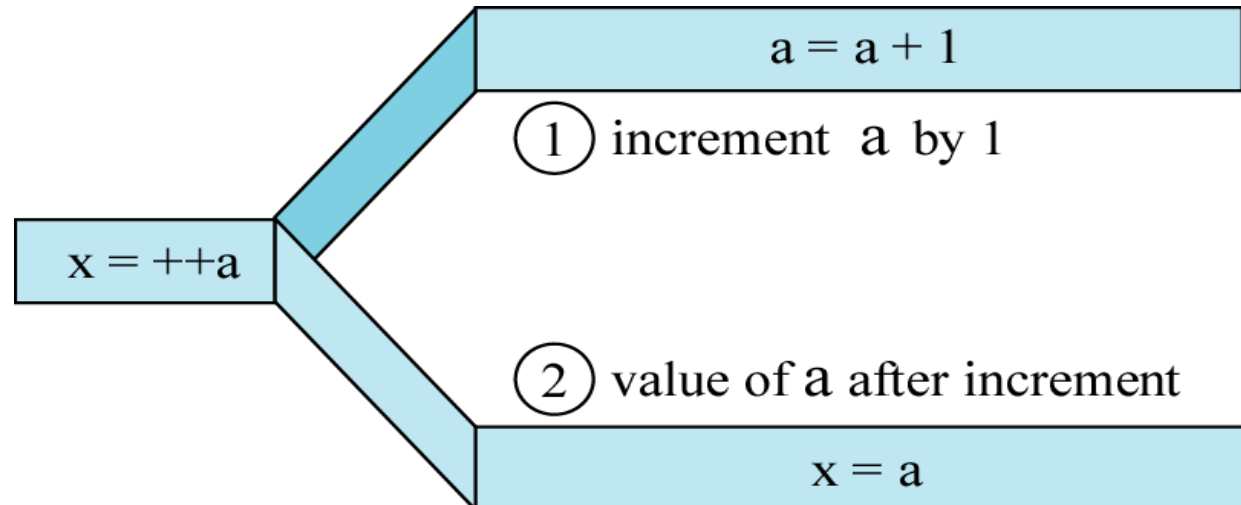 a = a + 1
1 increment a by 1
x = ++a
2 value of a after increment
x = a